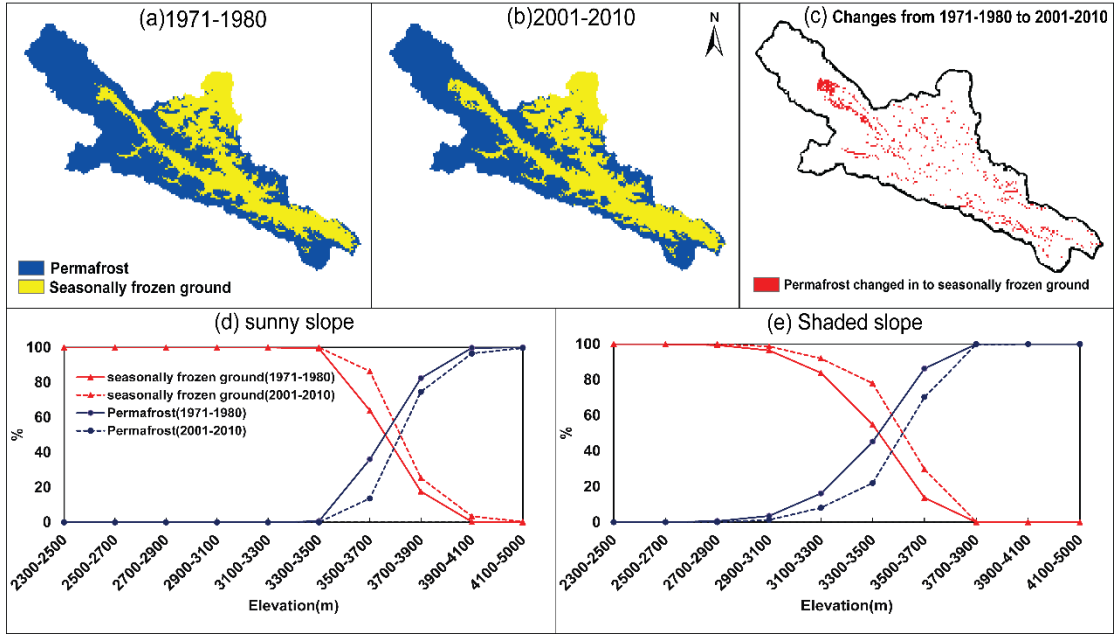 (a)1971-1980
Permafrost
Seasonally frozen ground
(b)2001-2010
N
(c) Changes from 1971-1980 to 2001-2010
Permafrost changed in to seasonally frozen ground
(d) sunny slope
100
80
60
40
20
0
%
seasonally frozen ground(1971-1980)
seasonally frozen ground(2001-2010)
Permafrost(1971-1980)
Permafrost(2001-2010)
2300-2500
2500-2700
2700-2900
2900-3100
3100-3300
3300-3500
3500-3700
3700-3900
3900-4100
4100-5000
Elevation(m)
(e) Shaded slope
100
80
60
40
20
0
%
2300-2500
2500-2700
2700-2900
2900-3100
3100-3300
3300-3500
3500-3700
3700-3900
3900-4100
4100-5000
Elevation(m)